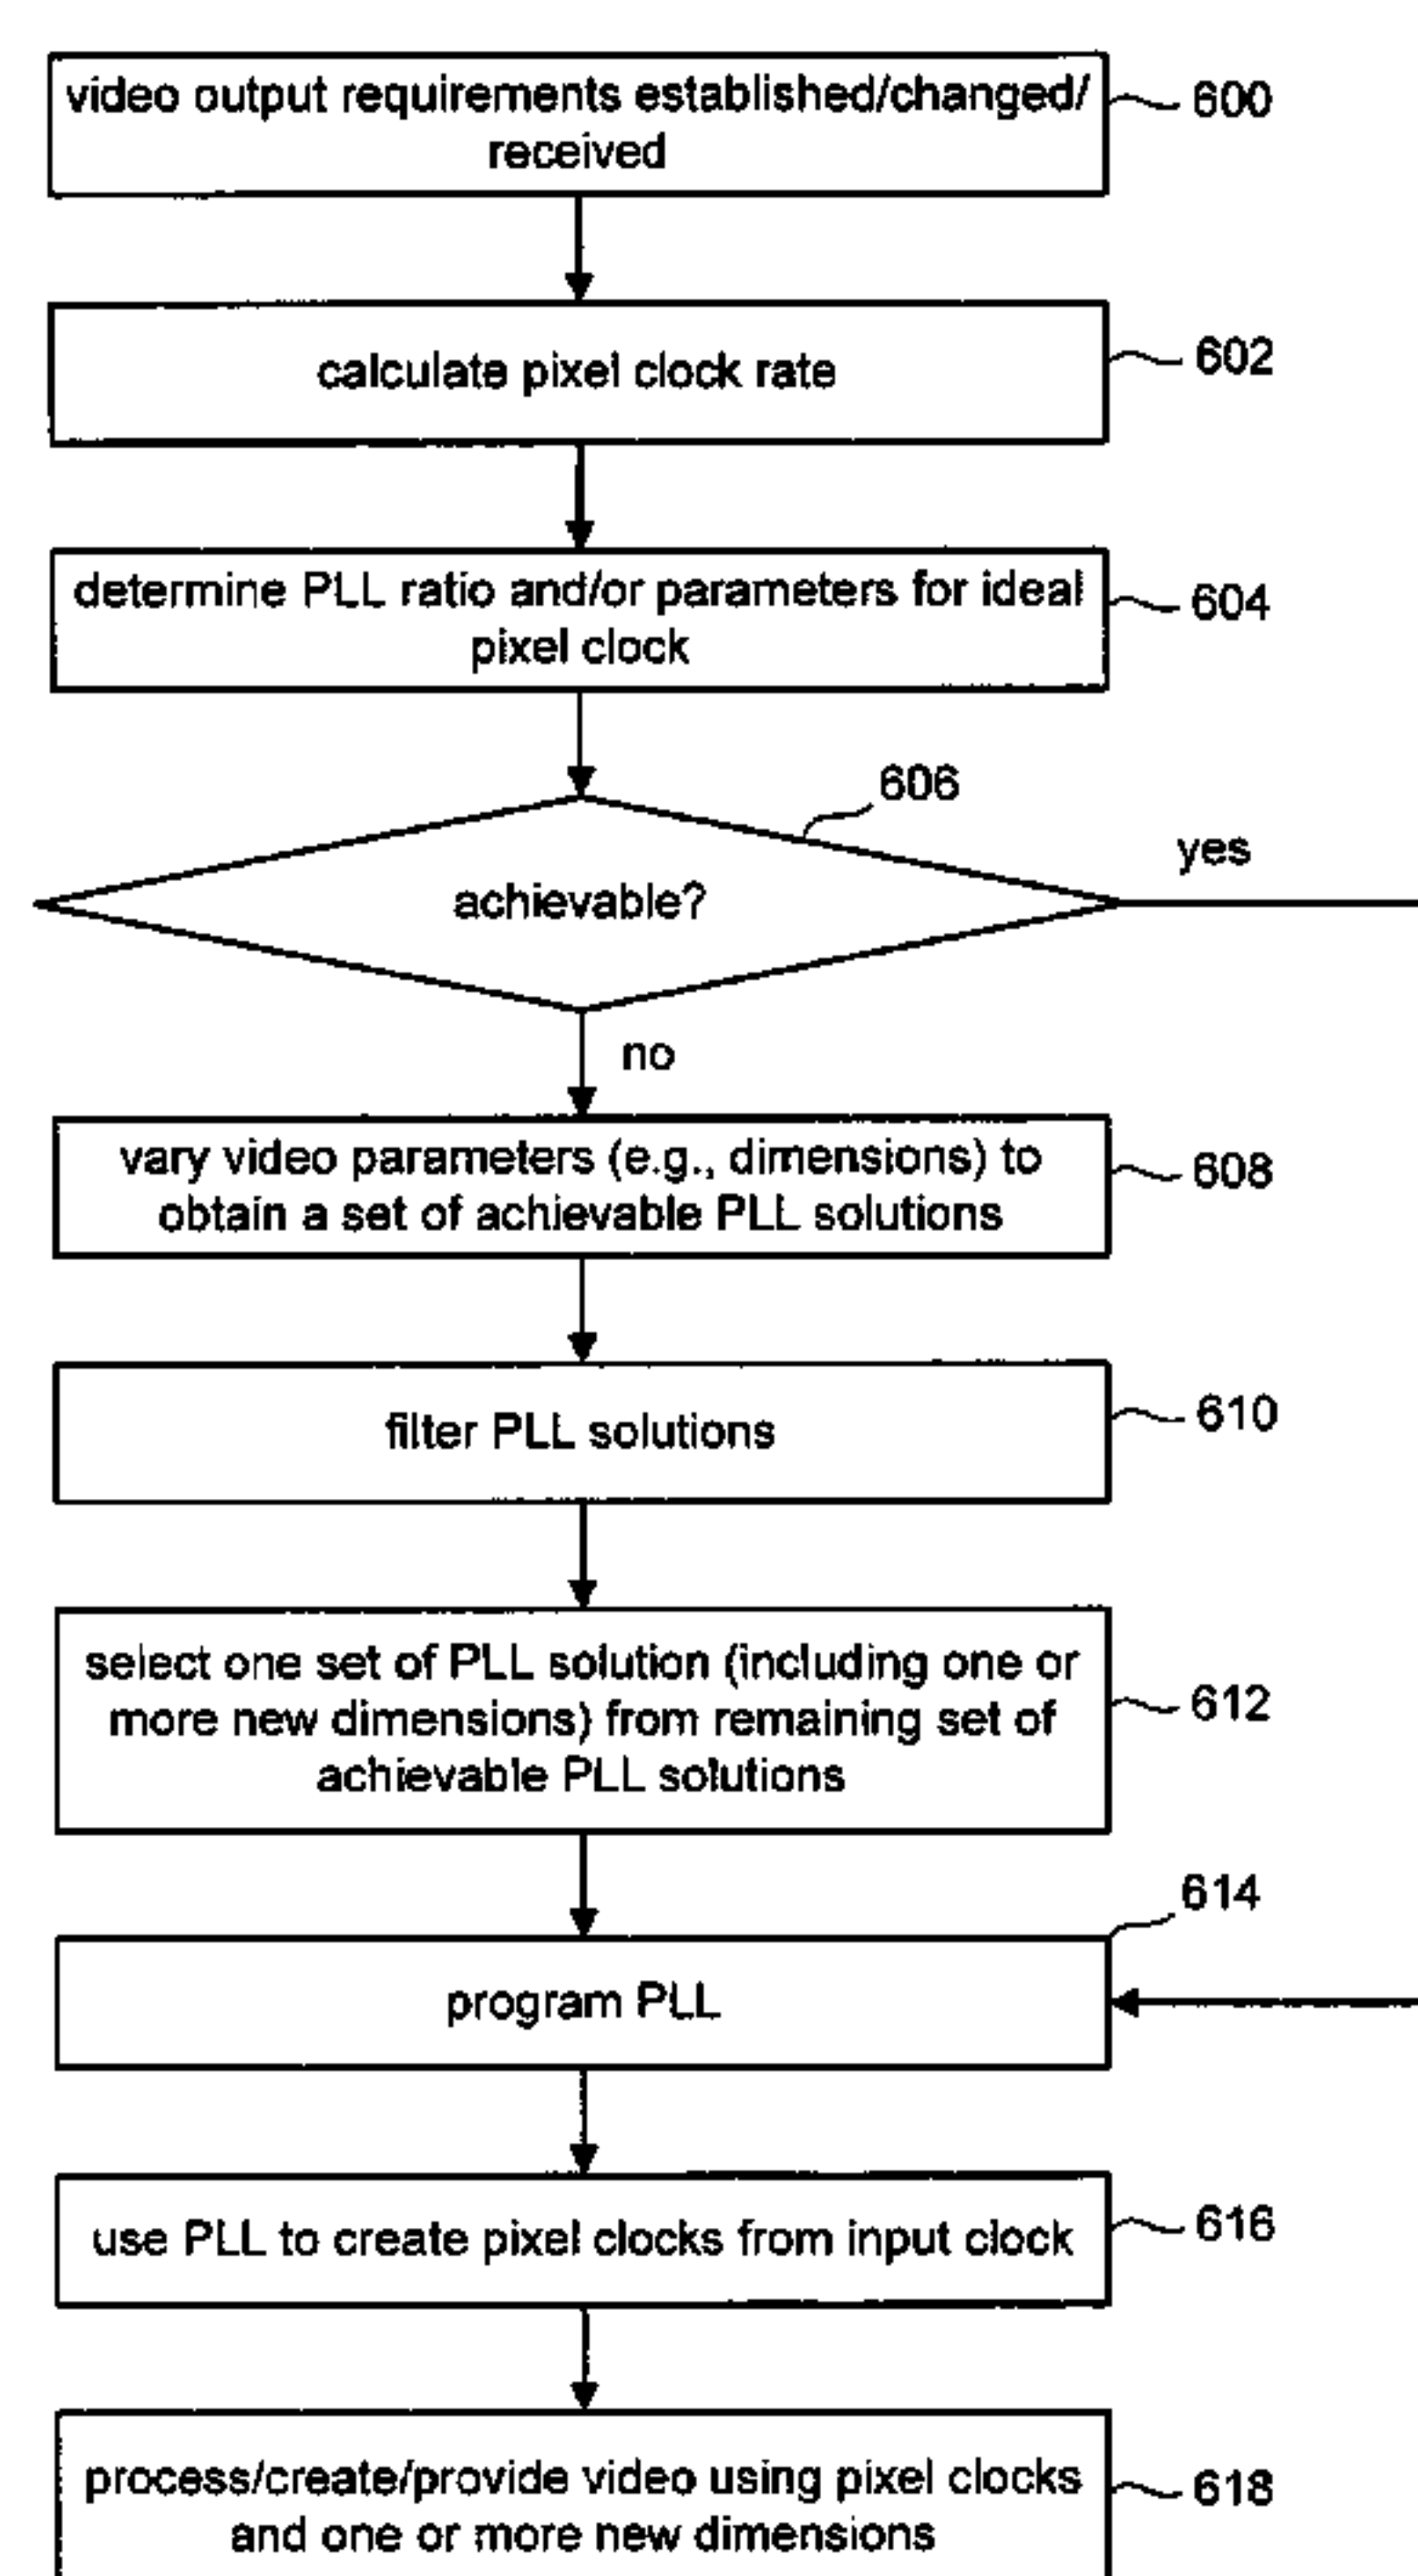 video output requirements established/changed/
received
600
calculate pixel clock rate
602
determine PLL ratio and/or parameters for ideal
pixel clock
604
606
achievable?
yes
no
vary video parameters (e.g., dimensions) to
obtain a set of achievable PLL solutions
608
filter PLL solutions
610
select one set of PLL solution (including one or
more new dimensions) from remaining set of
achievable PLL solutions
612
614
program PLL
use PLL to create pixel clocks from input clock
616
process/create/provide video using pixel clocks
and one or more new dimensions
618